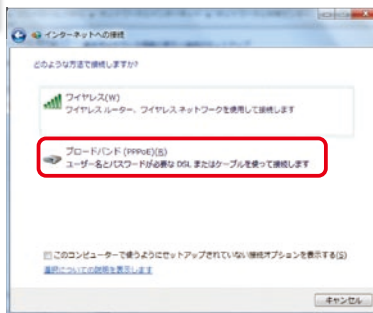 インターネットへの接続
どのような方法で接続しますか?
ワイヤレス(W)
ワイヤレス ルーター、ワイヤレス ネットワークを使用して接続します
ブロードバンド (PPPoE)(R)
ユーザー名とパスワードが必要な DSL またはケーブルを使って接続します
このコンピューターで使うようにセットアップされていない接続オプションを表示する(S)
選択についての説明を表示します
キャンセル